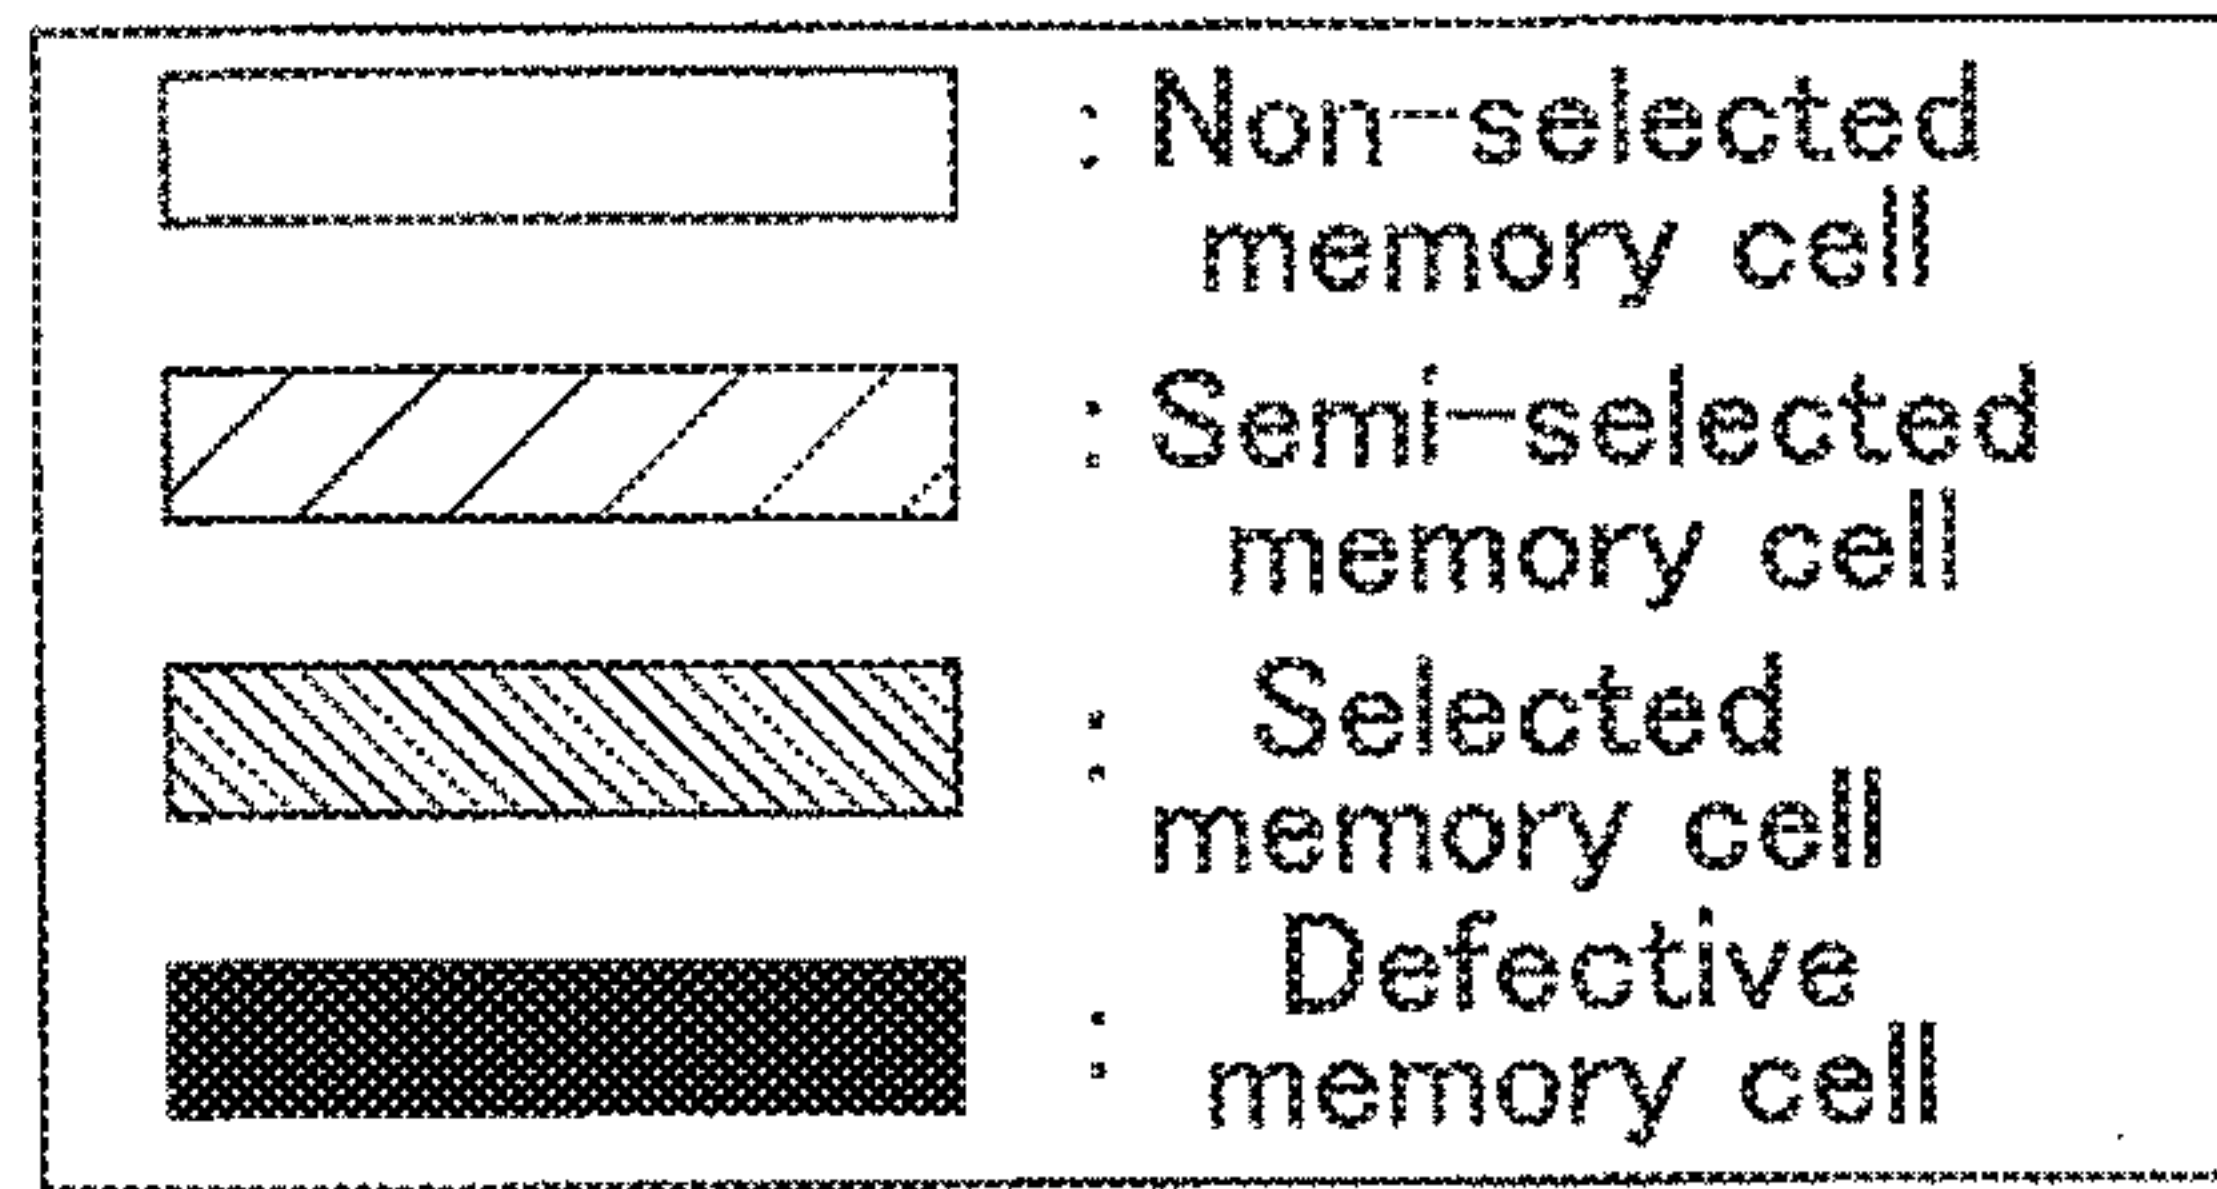 : Non-selected
memory cell
: Semi-selected
memory cell
: Selected
memory cell
: Defective
memory cell